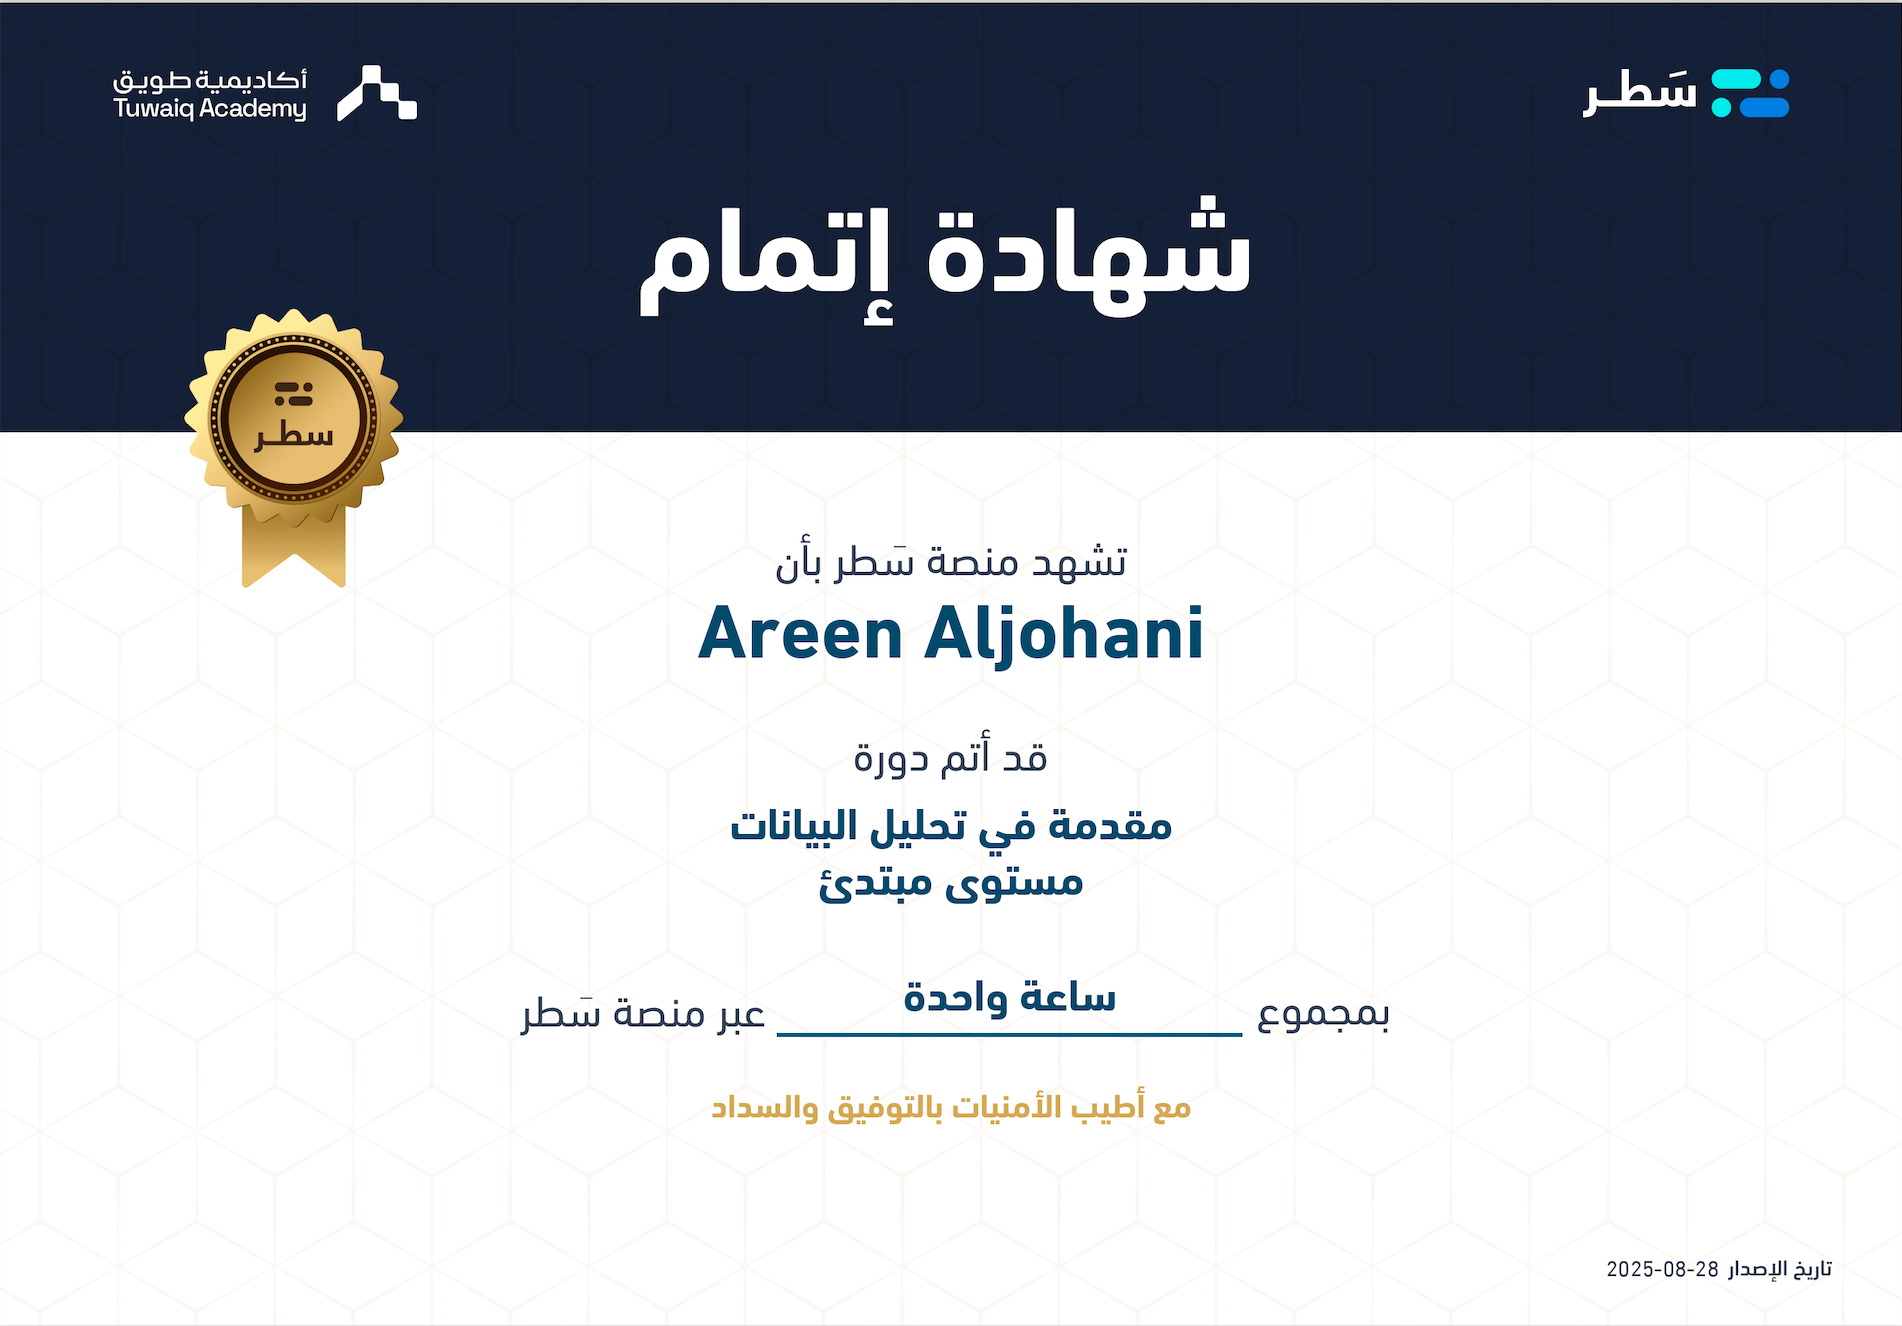 سَطر
أكاديمية طويق
Tuwaiq Academy
شهادة إتمام
سطر
تشهد منصة سَطر بأن
Areen Aljohani
قد أتم دورة
مقدمة في تحليل البيانات
مستوى مبتدئ
بمجموع ساعة واحدة عبر منصة سَطر
مع أطيب الأمنيات بالتوفيق والسداد
تاريخ الإصدار 2025-08-28